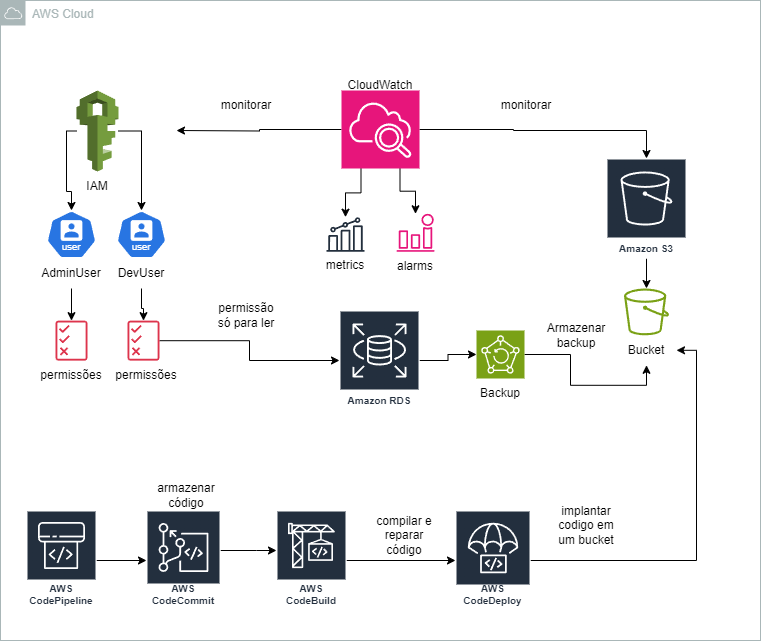 AWS Cloud
CloudWatch
monitorar
monitorar
IAM
Amazon S3
user
user
AdminUser
DevUser
metrics
alarms
permissão
só para ler
Armazenar
backup
Bucket
permissões
permissões
Amazon RDS
Backup
armazenar
código
compilar e
reparar
código
implantar
codigo em
um bucket
AWS
CodePipeline
AWS
CodeCommit
AWS
CodeBuild
AWS
CodeDeploy